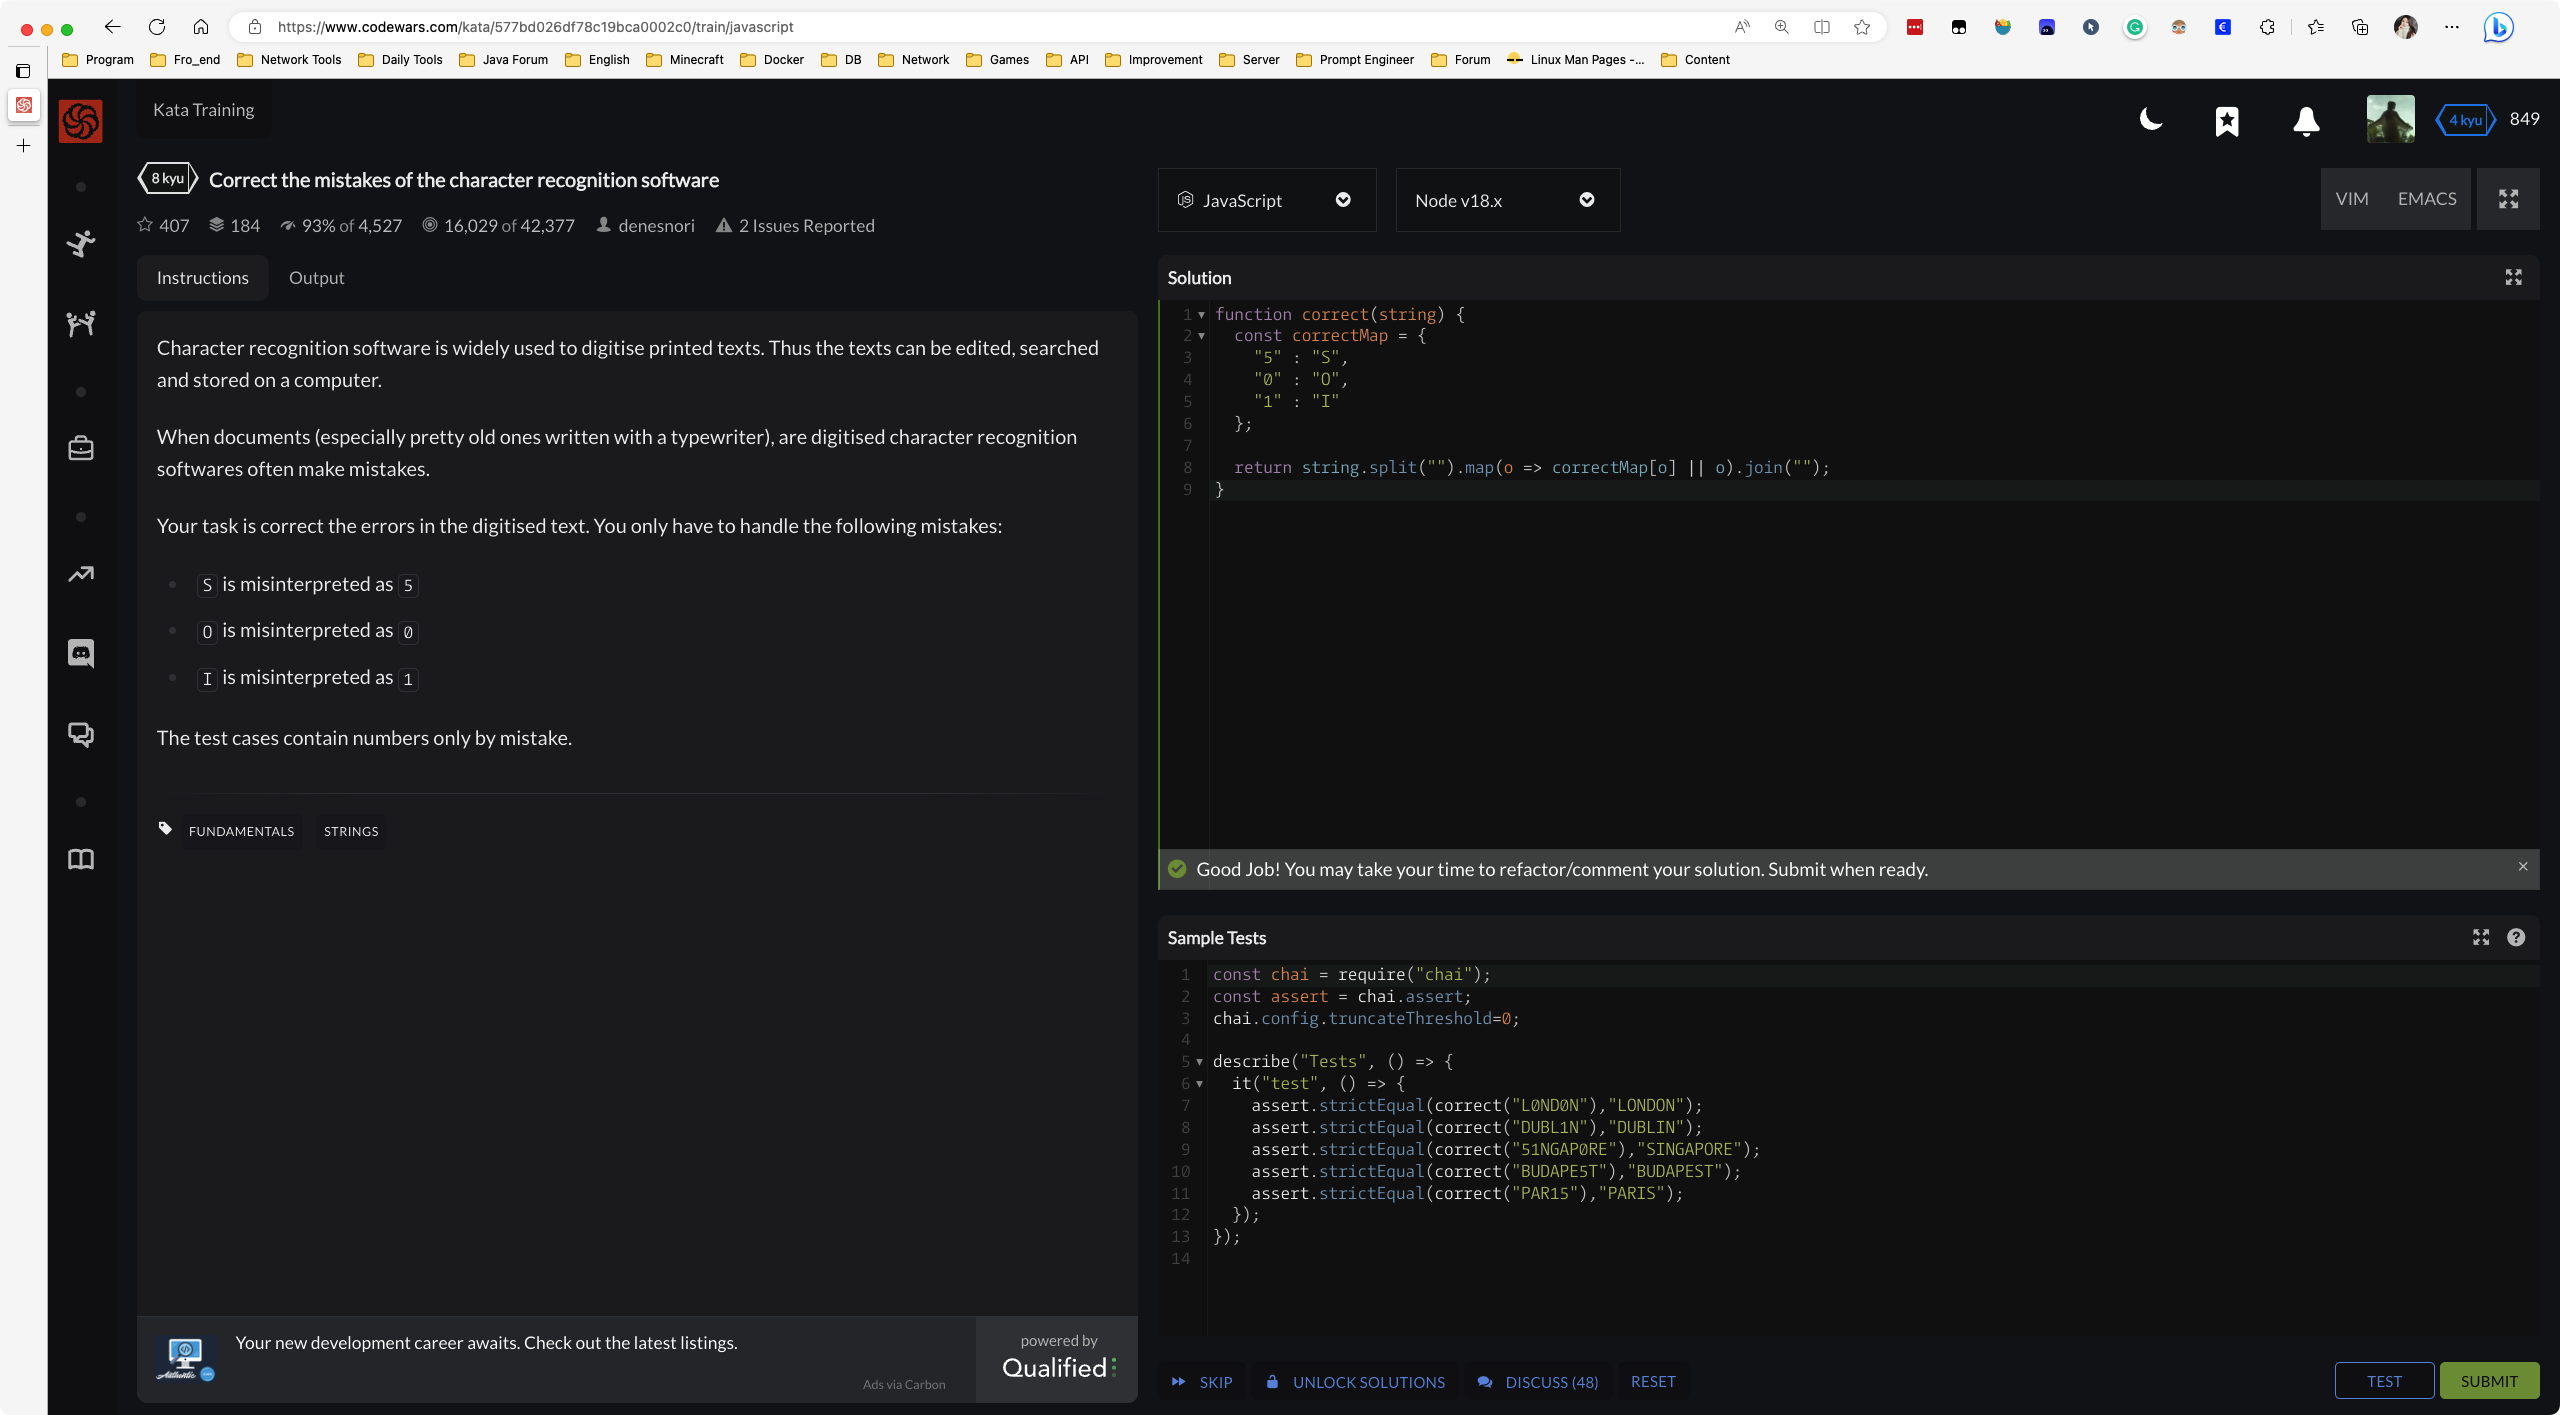 https://www.codewars.com/kata/577bd026df78c19bca0002c0/train/javascript
Program Fro_end Network Tools Daily Tools Java Forum English Minecraft Docker DB Network Games API Improvement Server Prompt Engineer Forum Linux Man Pages -... Content
Kata Training
4 kyu 849
8 kyu Correct the mistakes of the character recognition software
407 184 93% of 4,527 16,029 of 42,377 denesnori 2 Issues Reported
Instructions Output
Character recognition software is widely used to digitise printed texts. Thus the texts can be edited, searched
and stored on a computer.
When documents (especially pretty old ones written with a typewriter), are digitised character recognition
softwares often make mistakes.
Your task is correct the errors in the digitised text. You only have to handle the following mistakes:
S is misinterpreted as 5
O is misinterpreted as 0
I is misinterpreted as 1
The test cases contain numbers only by mistake.
FUNDAMENTALS STRINGS
Your new development career awaits. Check out the latest listings.
Ads via Carbon
powered by
Qualified
JavaScript Node v18.x VIM EMACS
Solution
1 function correct(string) {
2 const correctMap = {
3 "5" : "S",
4 "0" : "O",
5 "1" : "I"
6 };
7
8 return string.split("").map(o => correctMap[o] || o).join("");
9 }
Good Job! You may take your time to refactor/comment your solution. Submit when ready.
Sample Tests
1 const chai = require("chai");
2 const assert = chai.assert;
3 chai.config.truncateThreshold=0;
4
5 describe("Tests", () => {
6 it("test", () => {
7 assert.strictEqual(correct("L0ND0N"),"LONDON");
8 assert.strictEqual(correct("DUBL1N"),"DUBLIN");
9 assert.strictEqual(correct("51NGAP0RE"),"SINGAPORE");
10 assert.strictEqual(correct("BUDAPE5T"),"BUDAPEST");
11 assert.strictEqual(correct("PAR15"),"PARIS");
12 });
13 });
14
SKIP UNLOCK SOLUTIONS DISCUSS (48) RESET TEST SUBMIT